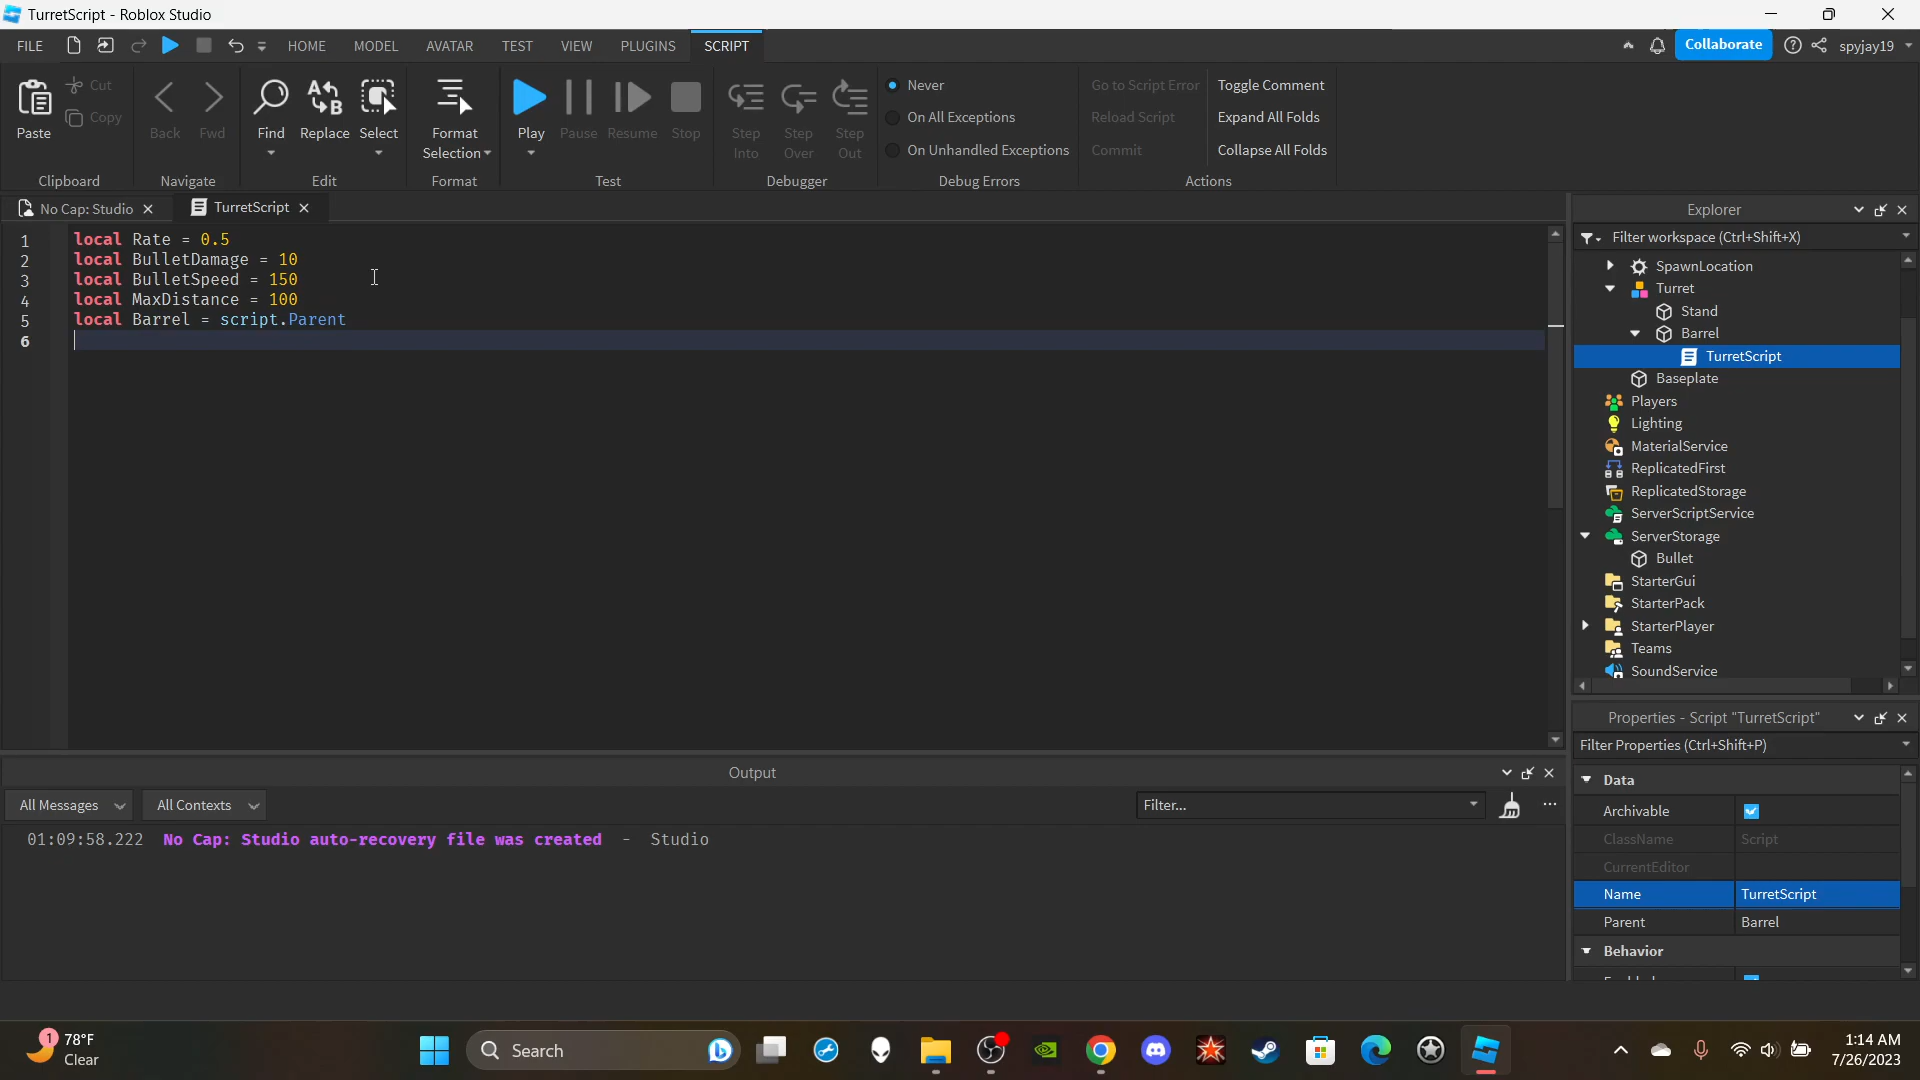 TurretScript - Roblox Studio
FILE HOME MODEL AVATAR TEST VIEW PLUGINS SCRIPT Collaborate spyjay19
Paste Cut Copy Clipboard
Back Fwd Navigate
Find Replace Select Edit
Format Selection Format
Play Pause Resume Stop Test
Step Into Step Over Step Out Debugger
Never
On All Exceptions
On Unhandled Exceptions
Debug Errors
Go to Script Error
Reload Script
Commit
Toggle Comment
Expand All Folds
Collapse All Folds
Actions
No Cap: Studio TurretScript
1 local Rate = 0.5
2 local BulletDamage = 10
3 local BulletSpeed = 150
4 local MaxDistance = 100
5 local Barrel = script.Parent
6
Explorer
Filter workspace (Ctrl+Shift+X)
SpawnLocation
Turret
Stand
Barrel
TurretScript
Baseplate
Players
Lighting
MaterialService
ReplicatedFirst
ReplicatedStorage
ServerScriptService
ServerStorage
Bullet
StarterGui
StarterPack
StarterPlayer
Teams
SoundService
Properties - Script "TurretScript"
Filter Properties (Ctrl+Shift+P)
Data
Archivable
ClassName Script
CurrentEditor
Name TurretScript
Parent Barrel
Behavior
Output
All Messages All Contexts Filter...
01:09:58.222 No Cap: Studio auto-recovery file was created - Studio
1 78°F
Clear
Search
1:14 AM
7/26/2023